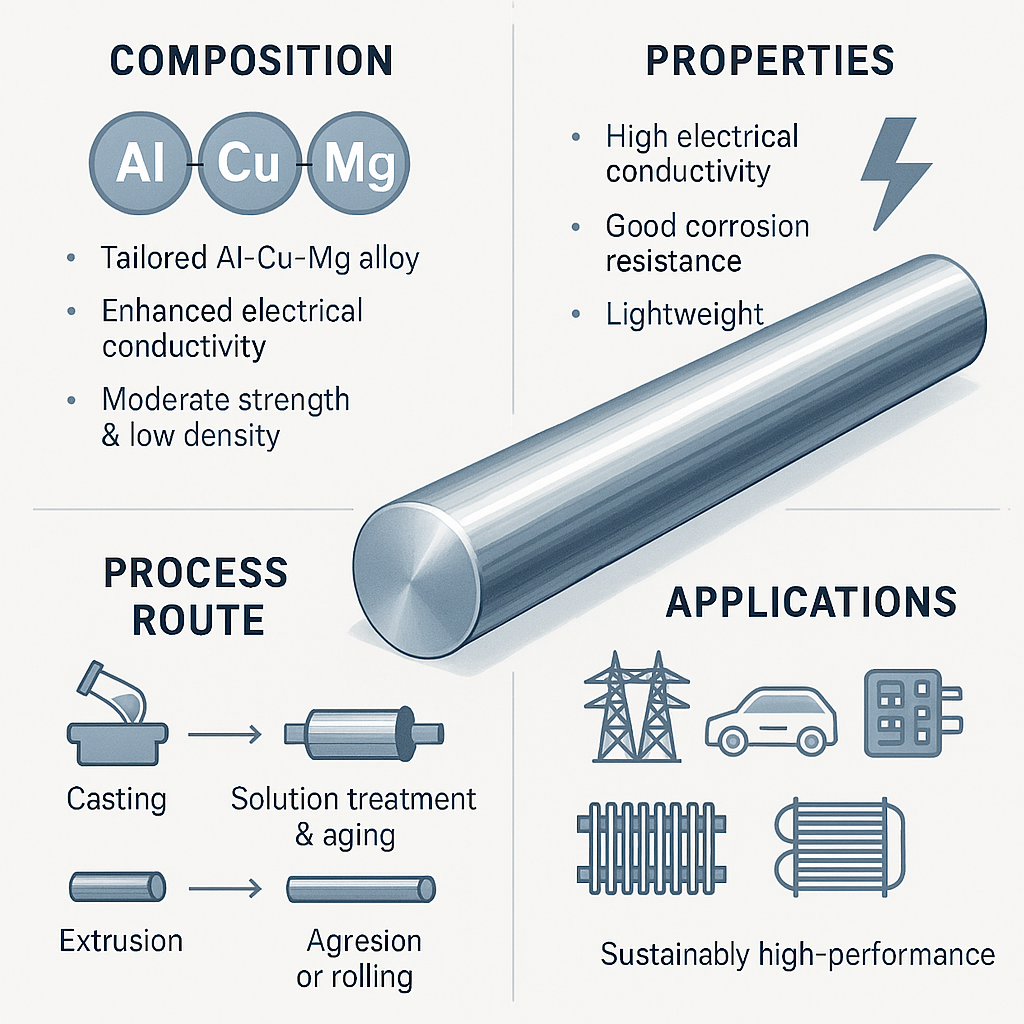 COMPOSITION
Al
Cu
Mg
• Tailored Al-Cu-Mg alloy
• Enhanced electrical
conductivity
• Moderate strength
& low density
PROPERTIES
• High electrical
conductivity
• Good corrosion
resistance
• Lightweight
PROCESS
ROUTE
Casting
Solution treatment
& aging
Extrusion
Agresion
or rolling
APPLICATIONS
Sustainably high-performance